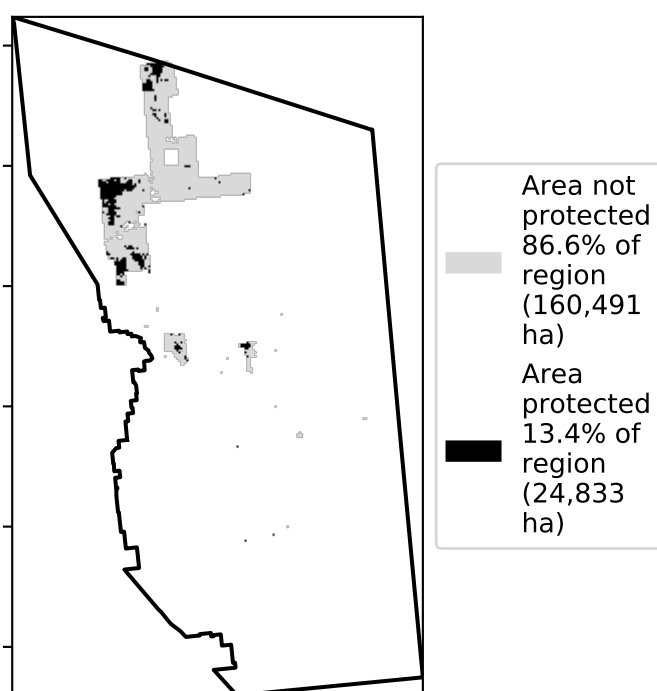 Area not
protected
86.6% of
region
(160,491
ha)
Area
protected
13.4% of
region
(24,833
ha)